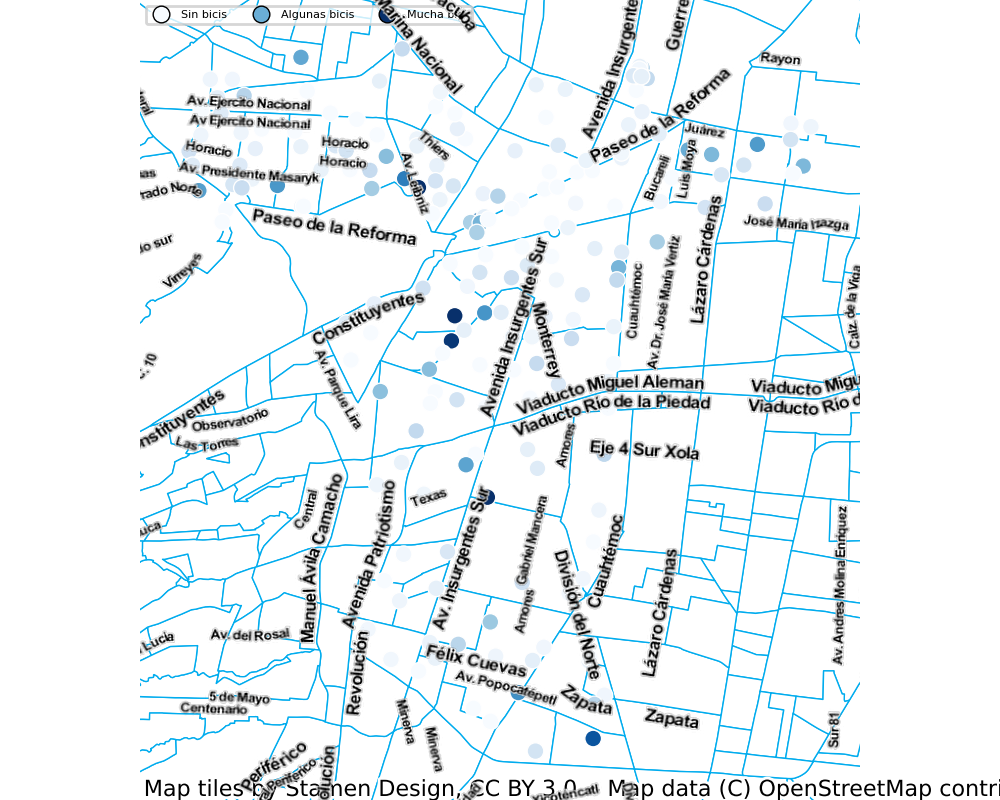 Sin bicis
Algunas bicis
Mucha
Marina Nacional
Avenida Insurgente
Guerre
Rayon
Paseo de la Reforma
Av. Ejercito Nacional
Av Ejercito Nacional
Horacio
Horacio
Horacio
Thiers
Juárez
Luis Moya
Bucareli
Av. Presidente Masaryk
Av. Leibniz
rado Norte
Paseo de la Reforma
José Maria Izazga
Lázaro Cárdenas
Virreyes
Cuauhtémoc
Av. Dr. José María Vertiz
Calz. de la Viga
Constituyentes
Avenida Insurgentes Sur
Monterrey
Av. Parque Lira
Viaducto Miguel Aleman
Viaducto Migu
Viaducto Río de la Piedad
Viaducto Río d
nstituyentes
Observatorio
Las Torres
Amores
Eje 4 Sur Xola
Central
Manuel Ávila Camacho
Avenida Patriotismo
Texas
Av. Insurgentes Sur
Gabriel Mancera
Amores
División del Norte
Cuauhtémoc
Lázaro Cárdenas
Av. Andres Molina Enríquez
Lucia
Av. del Rosal
Revolución
Félix Cuevas
Av. Popocatépetl
Zapata
Zapata
5 de Mayo
Centenario
Minerva
Minerva
Sur 81
Periférico
Periférico
olución
Xicoténcatl
Map tiles by Stamen Design, CC BY 3.0 Map data (C) OpenStreetMap contri